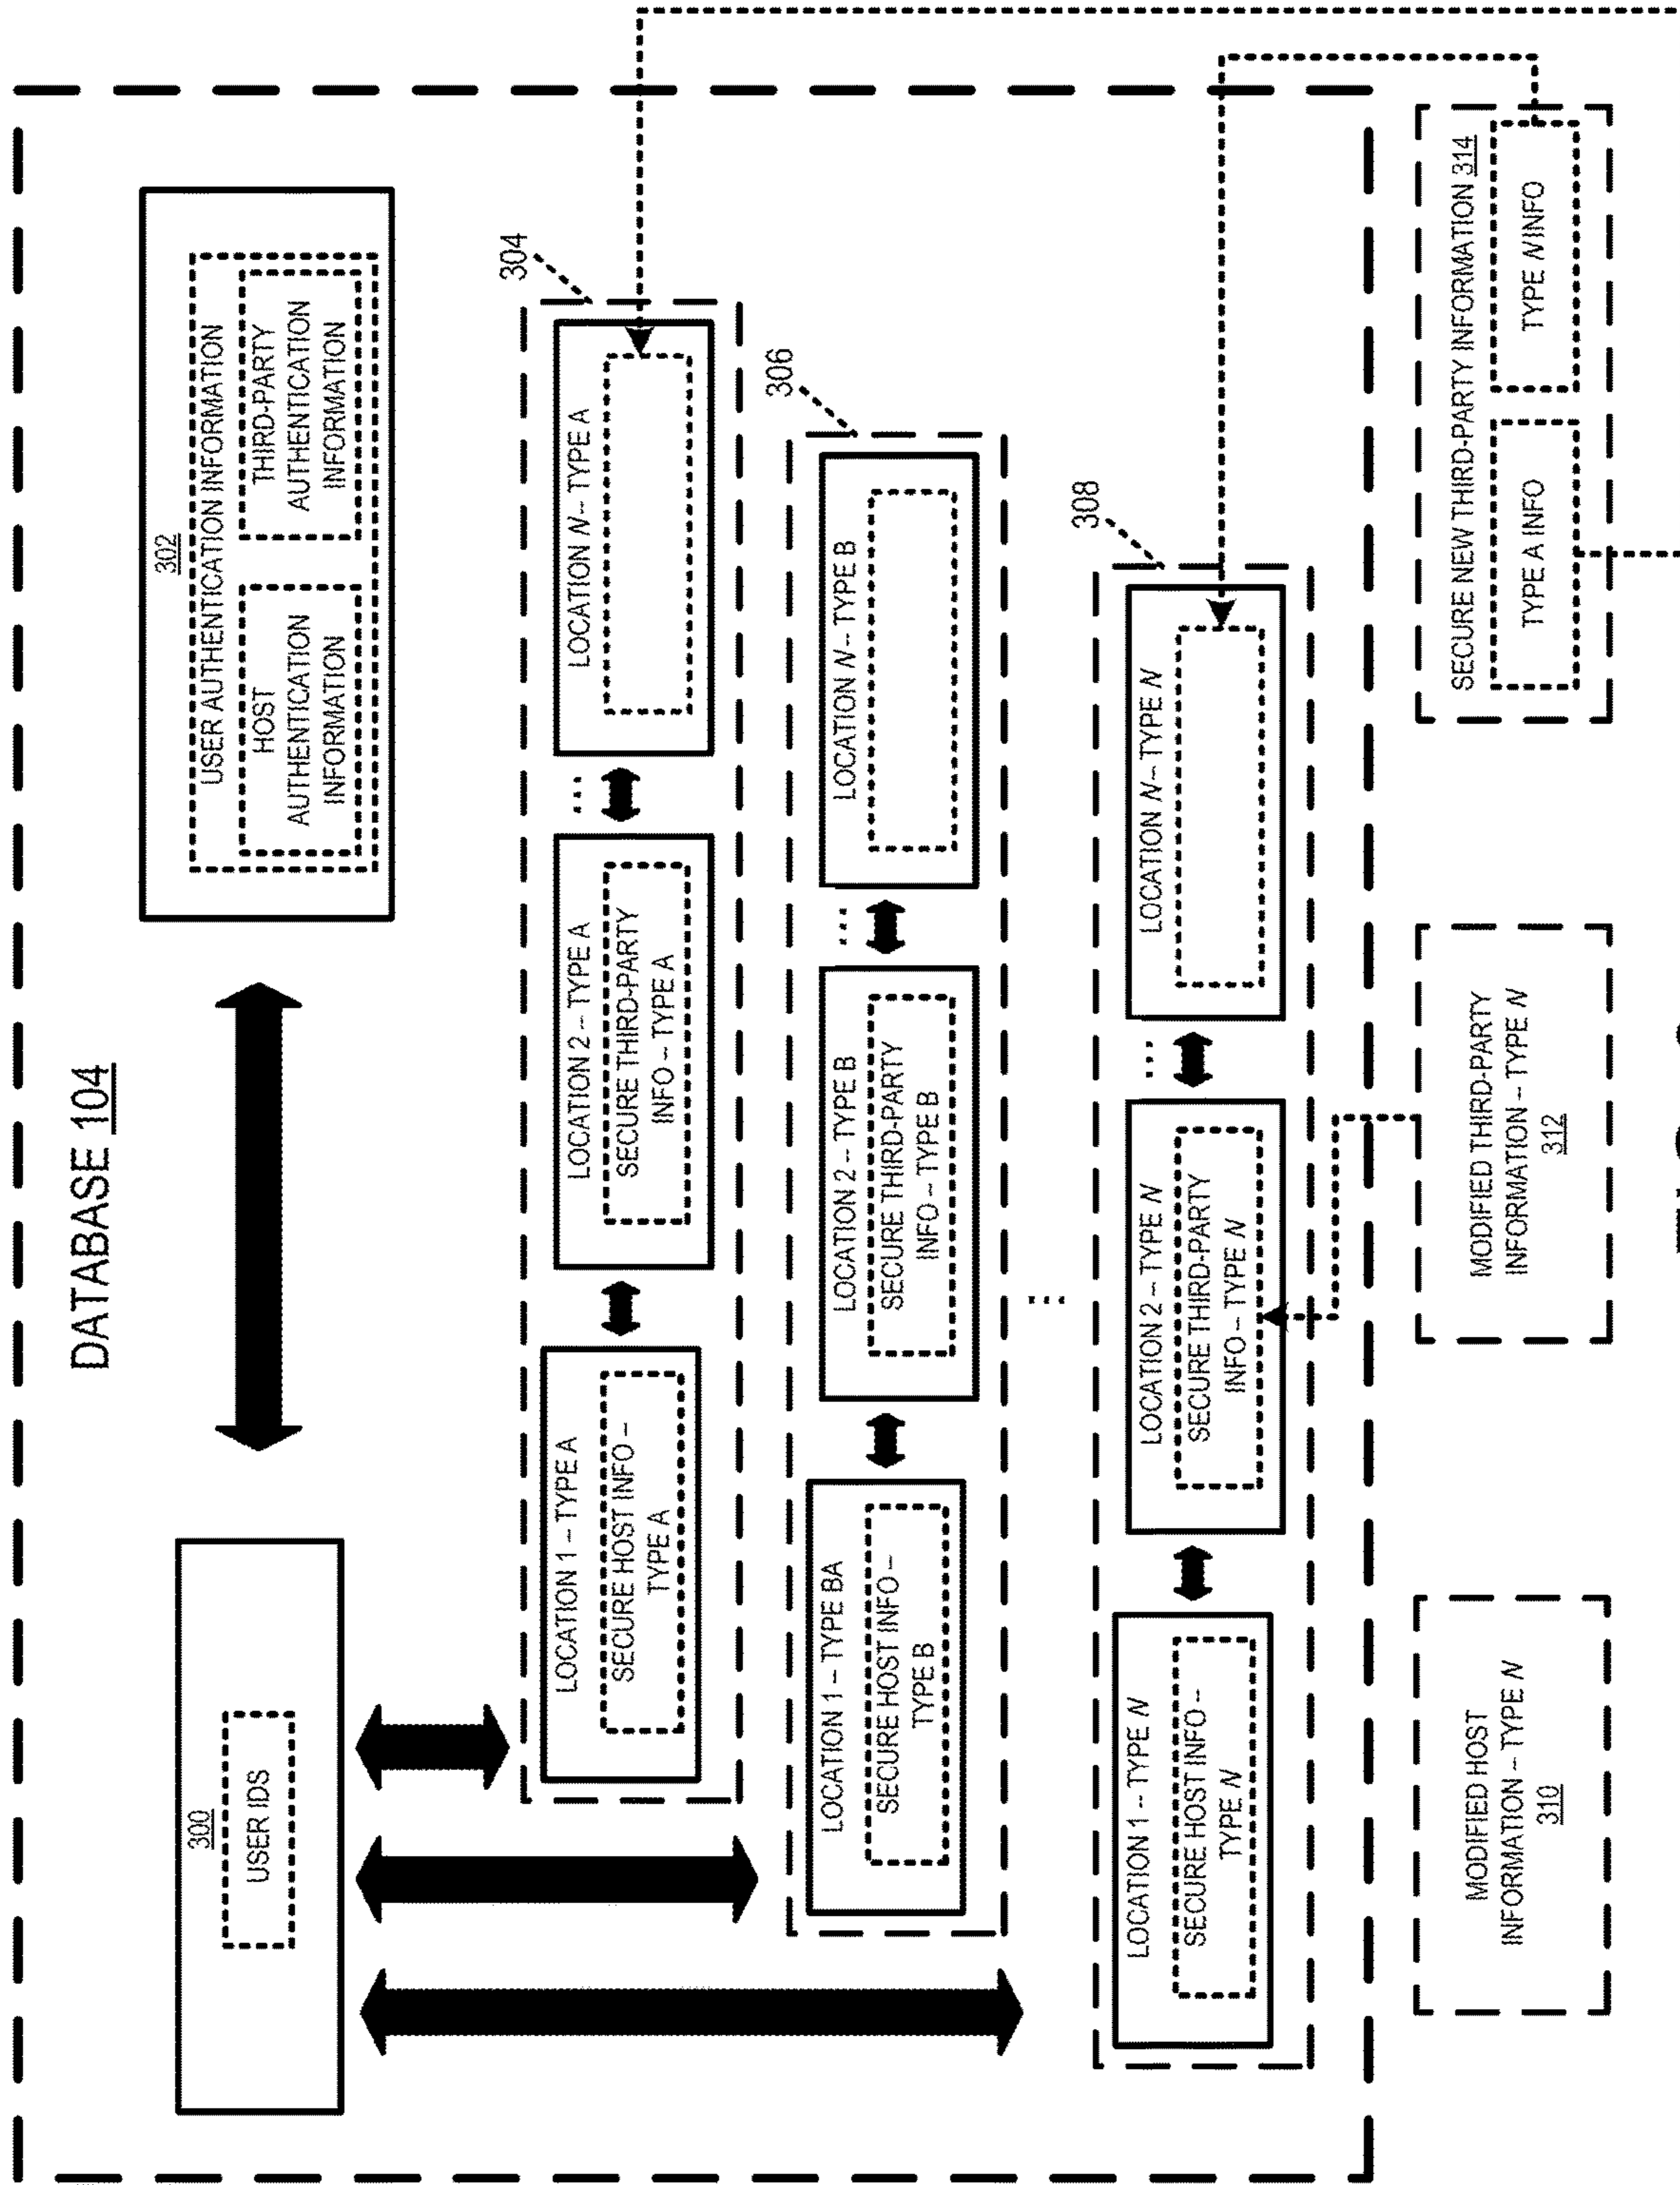 DATABASE 104
300
USER IDS
302
USER AUTHENTICATION INFORMATION
HOST
AUTHENTICATION
INFORMATION
THIRD-PARTY
AUTHENTICATION
INFORMATION
304
LOCATION 1 – TYPE A
SECURE HOST INFO –
TYPE A
LOCATION 2 – TYPE A
SECURE THIRD-PARTY
INFO – TYPE A
...
LOCATION N – TYPE A
306
LOCATION 1 – TYPE BA
SECURE HOST INFO –
TYPE B
LOCATION 2 – TYPE B
SECURE THIRD-PARTY
INFO – TYPE B
...
LOCATION N – TYPE B
...
308
LOCATION 1 – TYPE N
SECURE HOST INFO –
TYPE N
LOCATION 2 – TYPE N
SECURE THIRD-PARTY
INFO – TYPE N
...
LOCATION N – TYPE N
MODIFIED HOST
INFORMATION – TYPE N
310
MODIFIED THIRD-PARTY
INFORMATION – TYPE N
312
SECURE NEW THIRD-PARTY INFORMATION 314
TYPE A INFO
TYPE N INFO